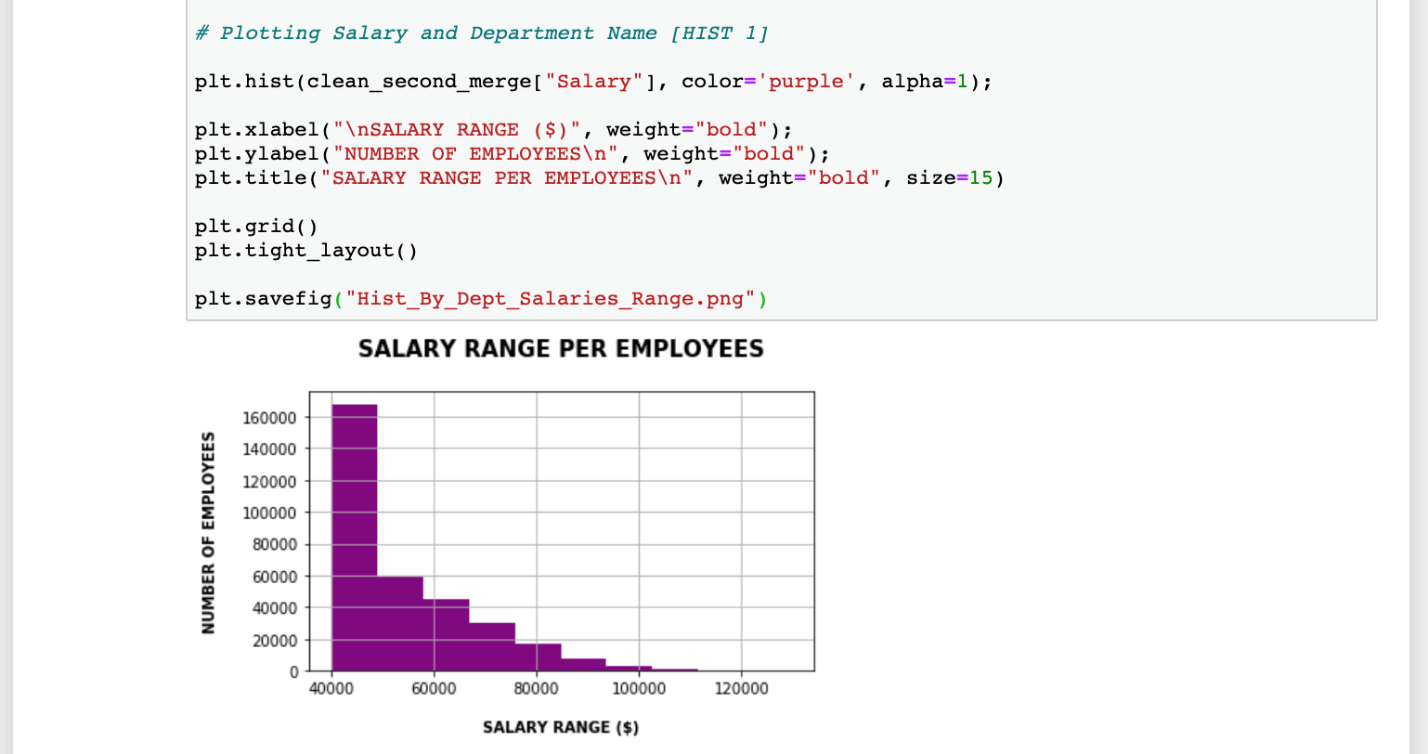 # Plotting Salary and Department Name [HIST 1]
plt.hist(clean_second_merge["Salary"], color='purple', alpha=1);
plt.xlabel("\nSALARY RANGE ($)", weight="bold");
plt.ylabel("NUMBER OF EMPLOYEES\n", weight="bold");
plt.title("SALARY RANGE PER EMPLOYEES\n", weight="bold", size=15)
plt.grid()
plt.tight_layout()
plt.savefig("Hist_By_Dept_Salaries_Range.png")
SALARY RANGE PER EMPLOYEES
NUMBER OF EMPLOYEES
160000
140000
120000
100000
80000
60000
40000
20000
0
40000 60000 80000 100000 120000
SALARY RANGE ($)